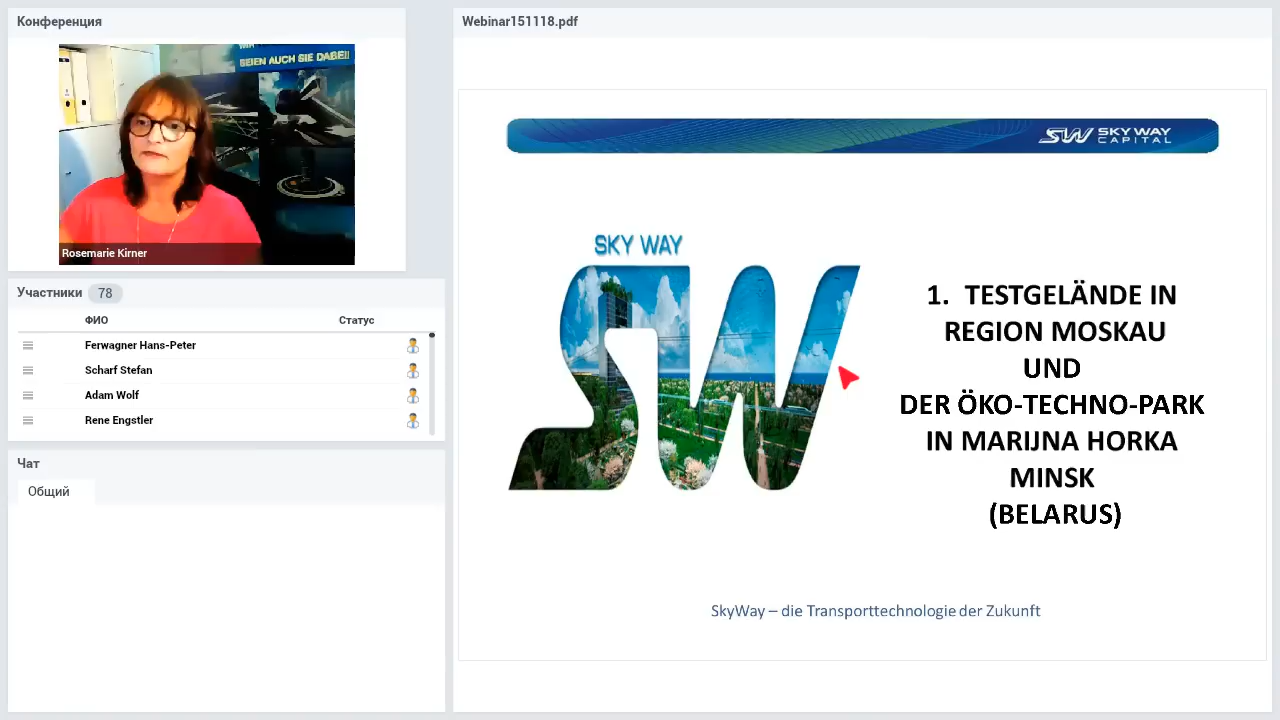 Конференция
SEIEN AUCH SIE DABEI!
Rosemarie Kirner
Участники 78
ФИО Статус
Ferwagner Hans-Peter
Scharf Stefan
Adam Wolf
Rene Engstler
Чат
Общий
Webinar151118.pdf
SW SKY WAY
CAPITAL
SKY WAY
SW
1. TESTGELÄNDE IN
REGION MOSKAU
UND
DER ÖKO-TECHNO-PARK
IN MARIJNA HORKA
MINSK
(BELARUS)
SkyWay – die Transporttechnologie der Zukunft